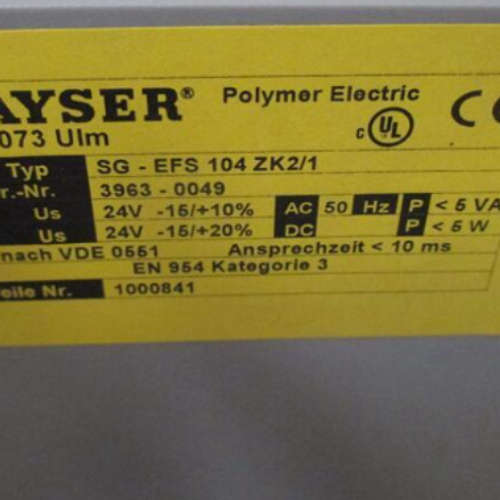 AYSER® Polymer Electric
073 Ulm c UL CE
Typ SG - EFS 104 ZK2/1
r.-Nr. 3963 - 0049
Us 24V -15/+10% AC 50 Hz P < 5 VA
Us 24V -15/+20% DC P < 5 W
nach VDE 0551 Ansprechzeit < 10 ms
EN 954 Kategorie 3
eile Nr. 1000841